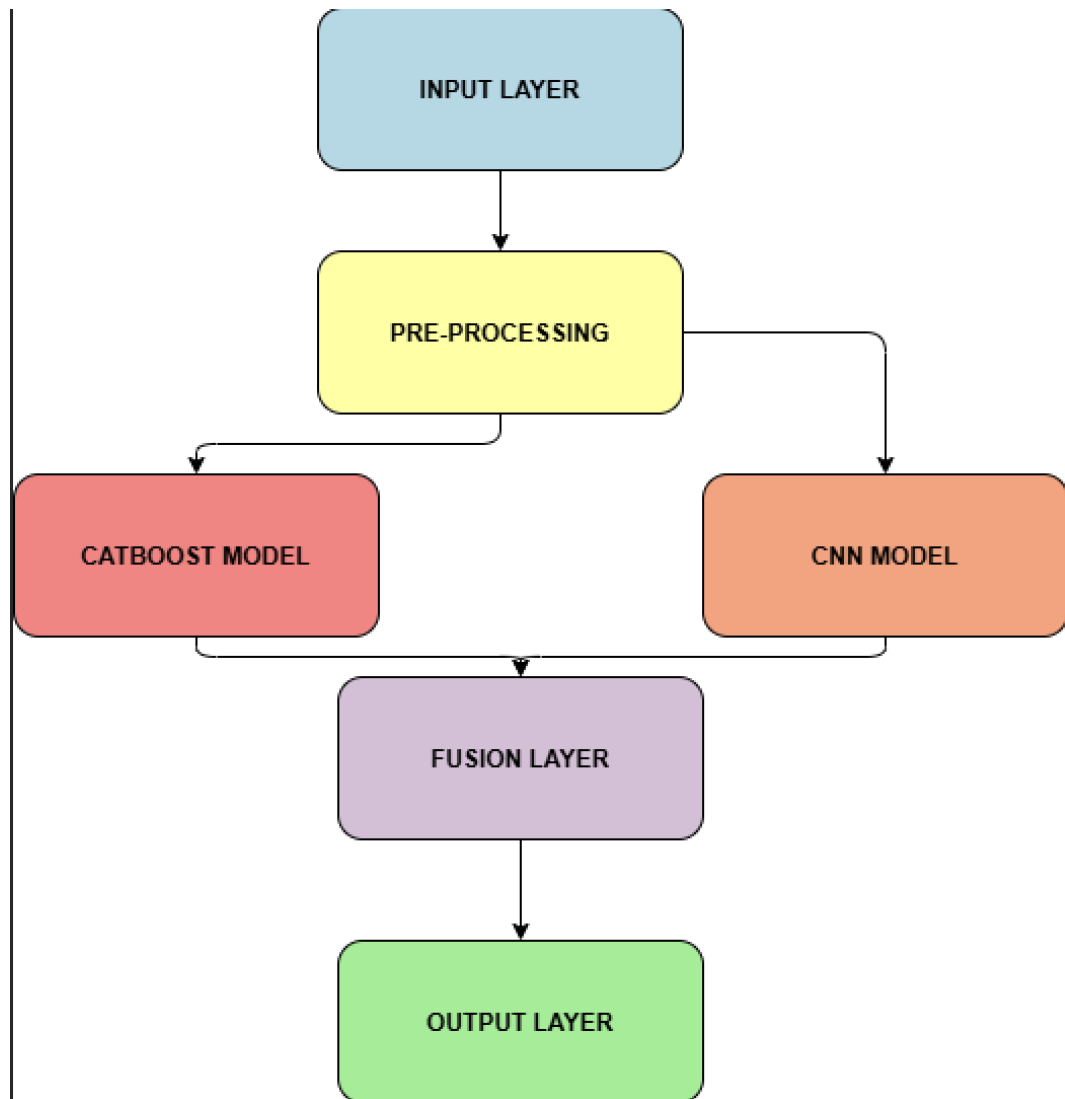 INPUT LAYER
PRE-PROCESSING
CATBOOST MODEL
CNN MODEL
FUSION LAYER
OUTPUT LAYER